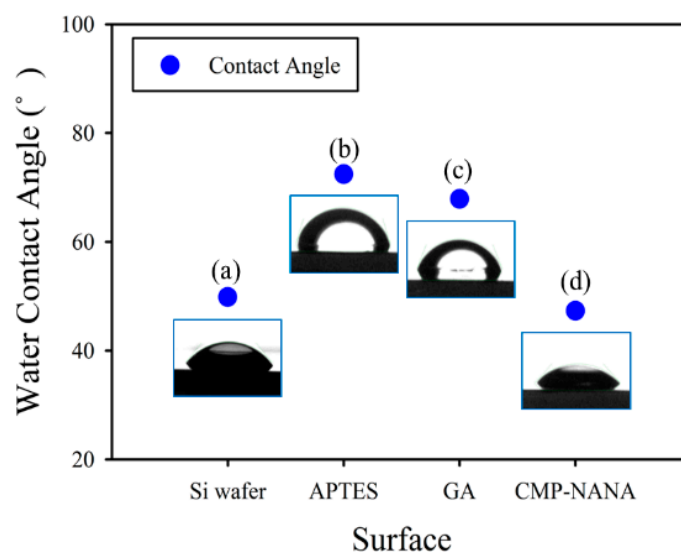 100
Contact Angle
80
60
40
20
Water Contact Angle (°)
(a)
(b)
(c)
(d)
Si wafer
APTES
GA
CMP-NANA
Surface